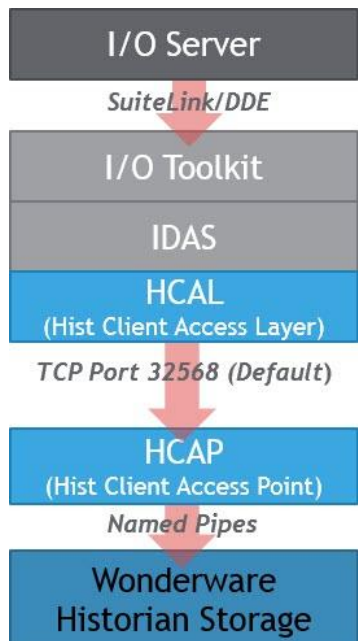 I/O Server
SuiteLink/DDE
I/O Toolkit
IDAS
HCAL
(Hist Client Access Layer)
TCP Port 32568 (Default)
HCAP
(Hist Client Access Point)
Named Pipes
Wonderware
Historian Storage